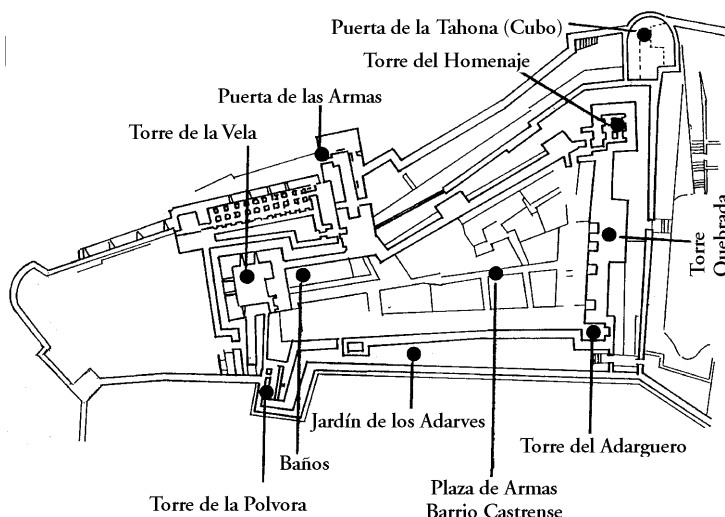 Puerta de la Tahona (Cubo)
Torre del Homenaje
Puerta de las Armas
Torre de la Vela
Torre
Quebrada
Jardín de los Adarves
Torre del Adarguero
Baños
Plaza de Armas
Barrio Castrense
Torre de la Polvora